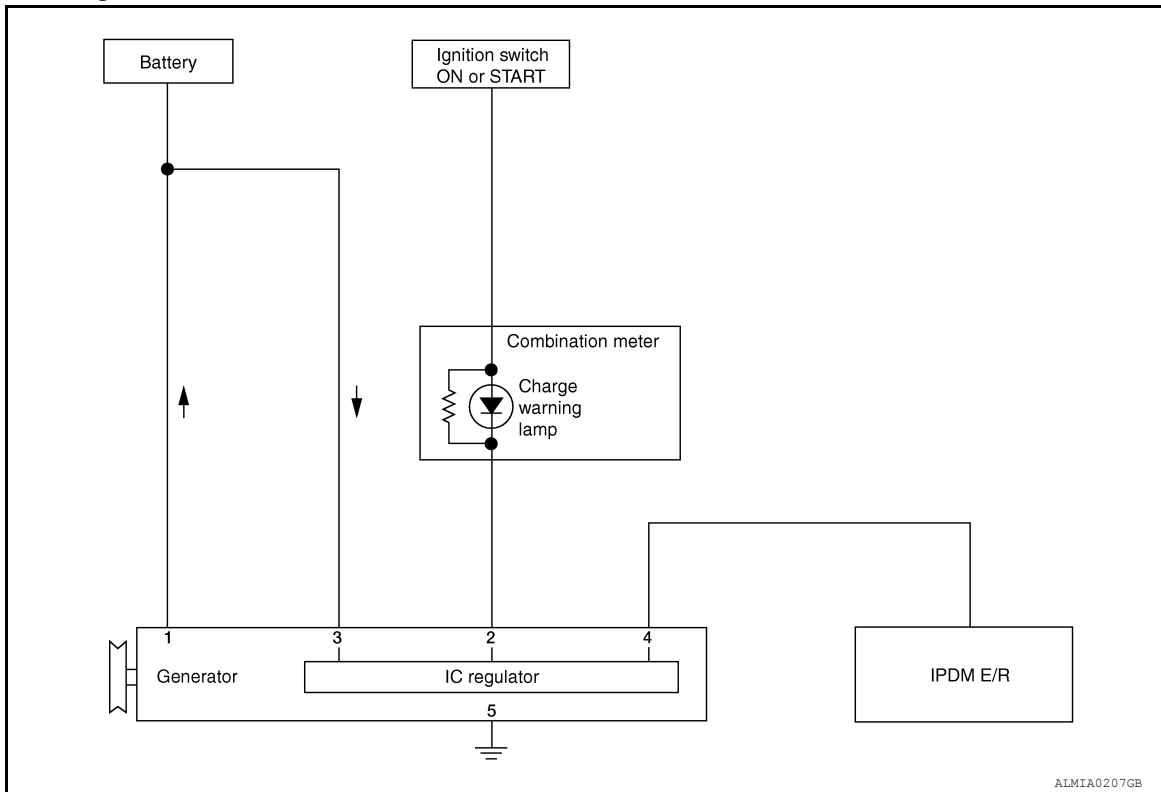 Battery
Ignition switch
ON or START
Combination meter
Charge
warning
lamp
1
3
2
4
Generator
IC regulator
IPDM E/R
5
ALMIA0207GB